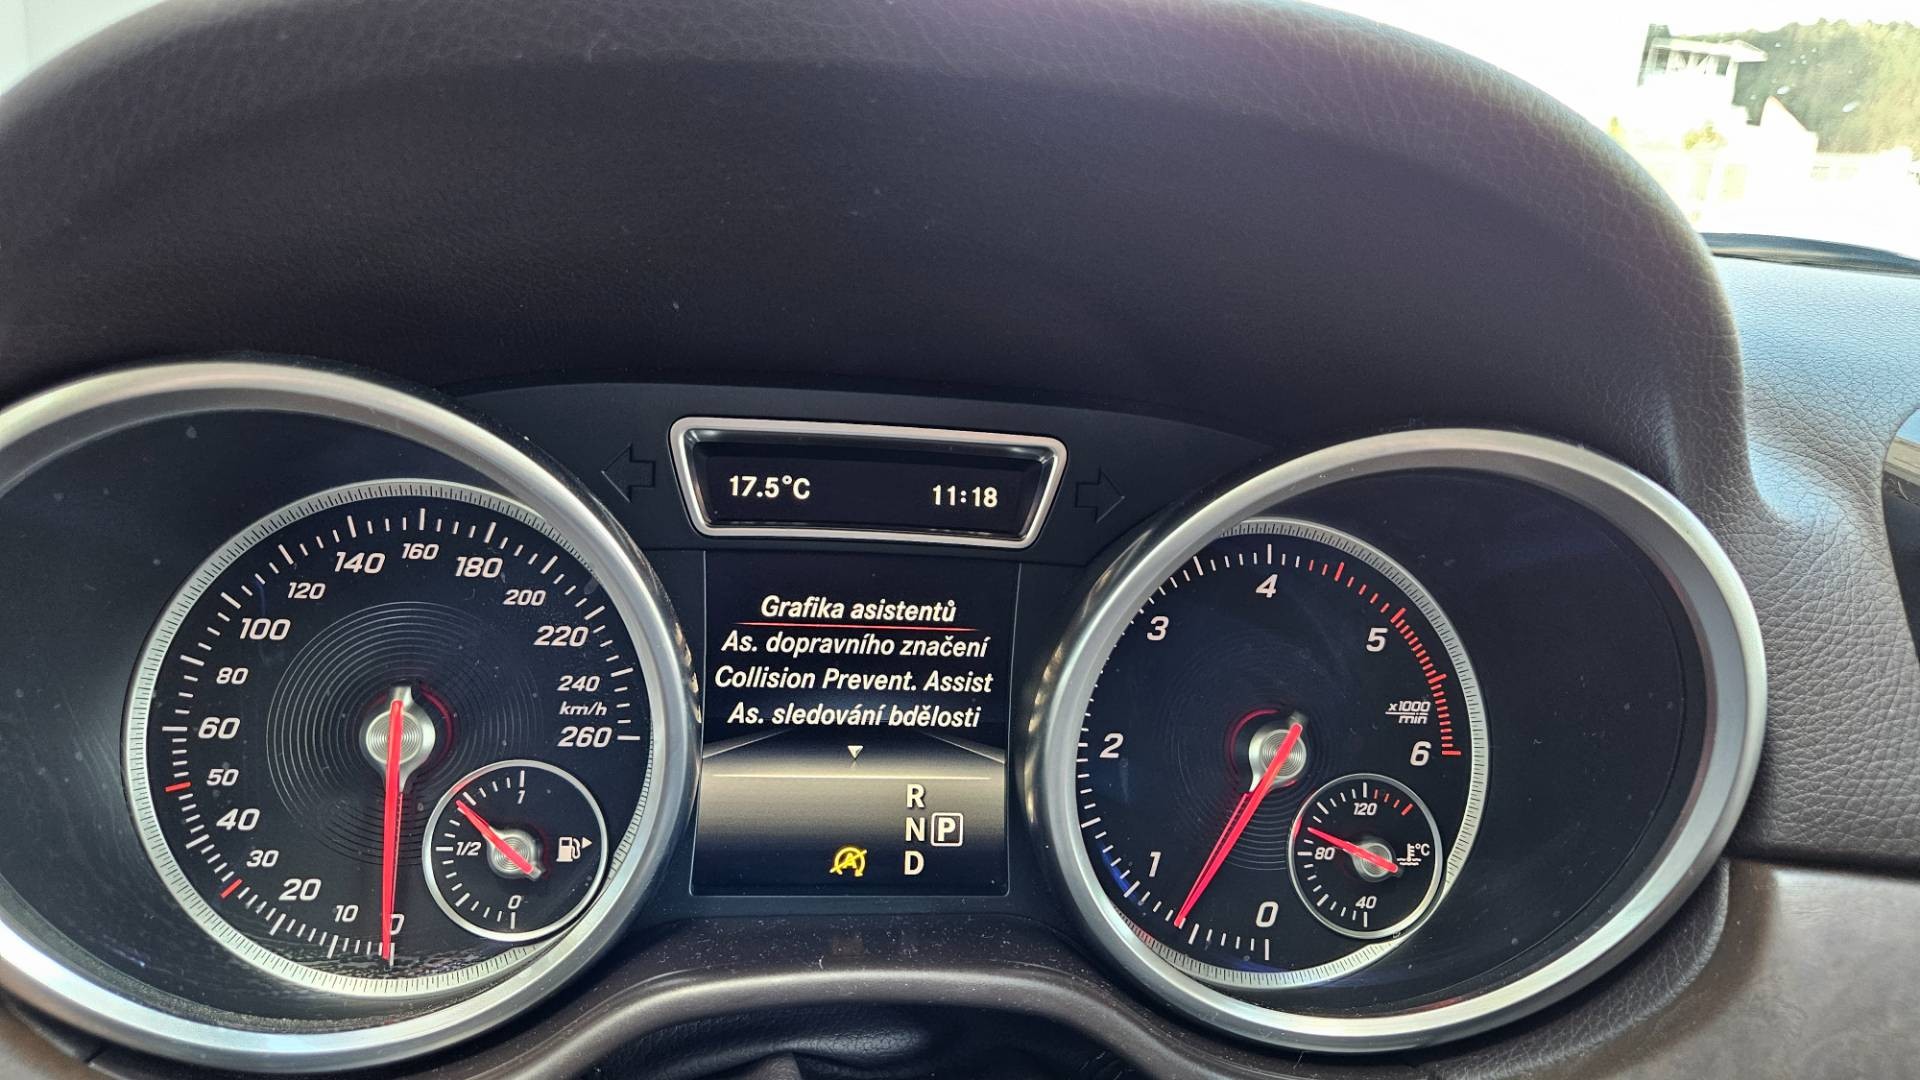 17.5°C 11:18
Grafika asistentů
As. dopravního značení
Collision Prevent. Assist
As. sledování bdělosti
R
N P
D
A
0
10
20
30
40
50
60
80
100
120
140
160
180
200
220
240
km/h
260
1
1/2
0
0
1
2
3
4
5
6
x1000
min
120
80
°C
40